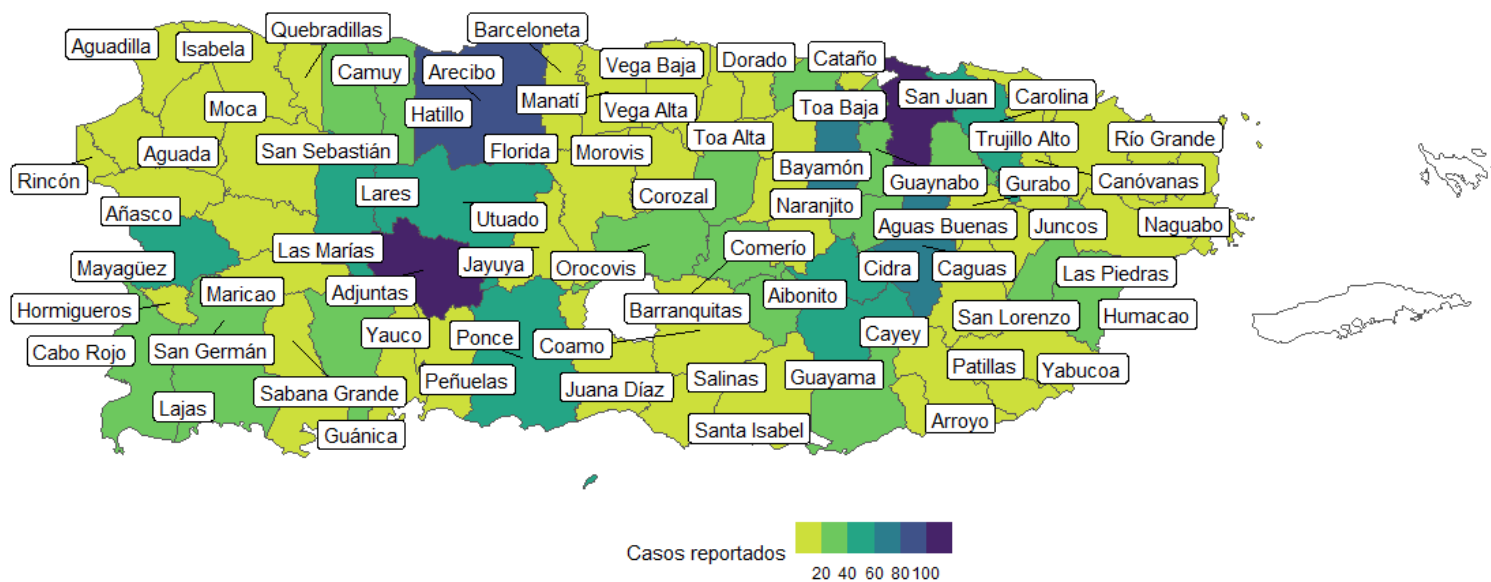 Quebradillas
Barceloneta
Aguadilla
Isabela
Camuy
Arecibo
Vega Baja
Dorado
Cataño
Moca
Hatillo
Manatí
Vega Alta
Toa Baja
San Juan
Carolina
Aguada
San Sebastián
Florida
Morovis
Toa Alta
Bayamón
Trujillo Alto
Río Grande
Rincón
Lares
Corozal
Guaynabo
Gurabo
Canóvanas
Añasco
Utuado
Naranjito
Aguas Buenas
Juncos
Naguabo
Las Marías
Comerío
Mayagüez
Jayuya
Orocovis
Cidra
Caguas
Las Piedras
Maricao
Adjuntas
Aibonito
Hormigueros
Barranquitas
San Lorenzo
Humacao
Cabo Rojo
San Germán
Yauco
Ponce
Coamo
Cayey
Peñuelas
Juana Díaz
Salinas
Guayama
Patillas
Yabucoa
Sabana Grande
Lajas
Guánica
Santa Isabel
Arroyo
Casos reportados
20 40 60 80 100